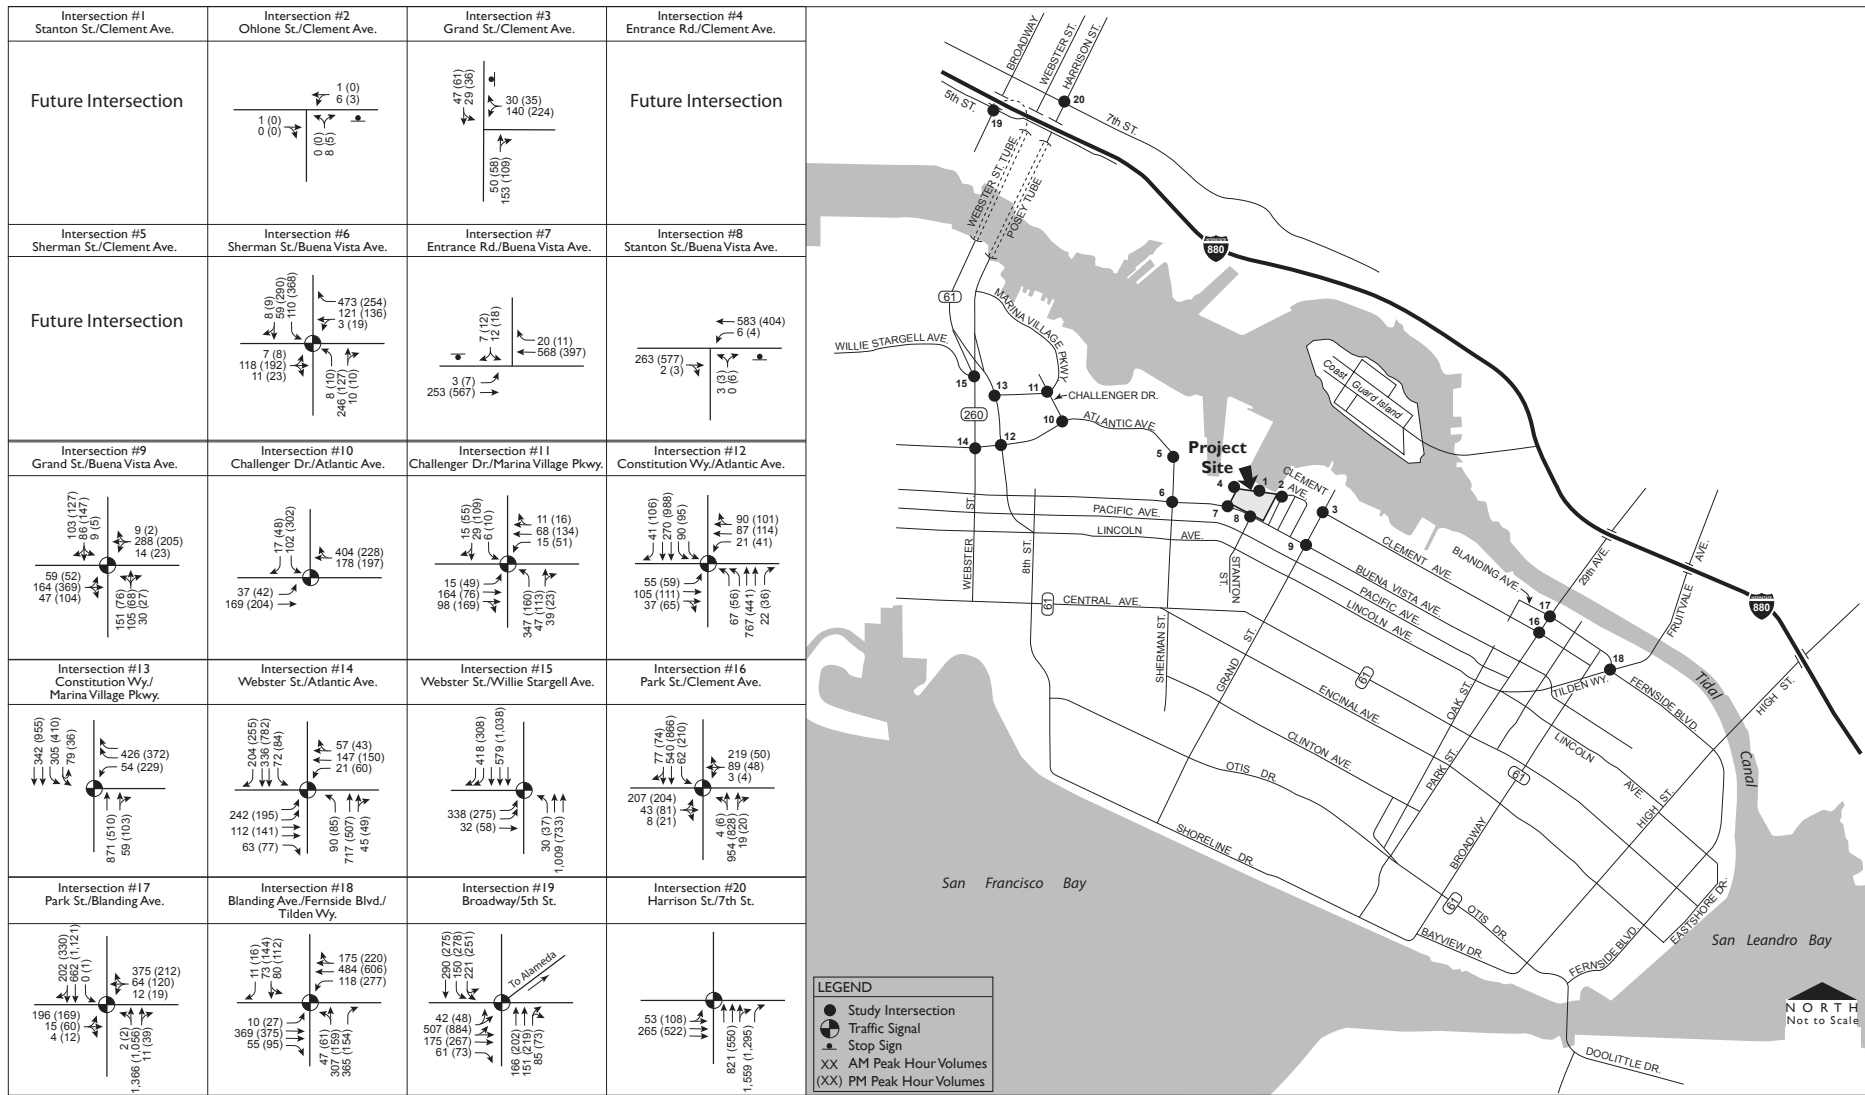 Intersection #1
Stanton St./Clement Ave.
Future Intersection
Intersection #2
Ohlone St./Clement Ave.
1 (0)
6 (3)
1 (0)
0 (0)
0 (0)
8 (5)
Intersection #3
Grand St./Clement Ave.
47 (61)
29 (36)
30 (35)
140 (224)
50 (58)
153 (109)
Intersection #4
Entrance Rd./Clement Ave.
Future Intersection
Intersection #5
Sherman St./Clement Ave.
Future Intersection
Intersection #6
Sherman St./Buena Vista Ave.
8 (9)
59 (290)
110 (368)
473 (254)
121 (136)
3 (19)
7 (8)
118 (192)
11 (23)
8 (10)
246 (127)
10 (10)
Intersection #7
Entrance Rd./Buena Vista Ave.
7 (12)
12 (18)
20 (11)
568 (397)
3 (7)
253 (567)
Intersection #8
Stanton St./Buena Vista Ave.
583 (404)
6 (4)
263 (577)
2 (3)
3 (3)
0 (6)
Intersection #9
Grand St./Buena Vista Ave.
103 (127)
86 (147)
9 (5)
9 (2)
288 (205)
14 (23)
59 (52)
164 (369)
47 (104)
151 (76)
105 (68)
30 (27)
Intersection #10
Challenger Dr./Atlantic Ave.
17 (48)
102 (302)
404 (228)
178 (197)
37 (42)
169 (204)
Intersection #11
Challenger Dr./Marina Village Pkwy.
15 (55)
29 (109)
6 (10)
11 (16)
68 (134)
15 (51)
15 (49)
164 (76)
98 (169)
347 (160)
47 (113)
39 (23)
Intersection #12
Constitution Wy./Atlantic Ave.
41 (106)
270 (988)
90 (95)
90 (101)
87 (114)
21 (41)
55 (59)
105 (111)
37 (65)
67 (56)
767 (441)
22 (36)
Intersection #13
Constitution Wy./
Marina Village Pkwy.
342 (955)
305 (410)
79 (36)
426 (372)
54 (229)
871 (510)
59 (103)
Intersection #14
Webster St./Atlantic Ave.
204 (255)
336 (782)
72 (84)
57 (43)
147 (150)
21 (60)
242 (195)
112 (141)
63 (77)
90 (85)
717 (507)
45 (49)
Intersection #15
Webster St./Willie Stargell Ave.
418 (308)
579 (1,038)
338 (275)
32 (58)
30 (37)
1,009 (733)
Intersection #16
Park St./Clement Ave.
77 (74)
540 (866)
62 (210)
219 (50)
89 (48)
3 (4)
207 (204)
43 (81)
8 (21)
4 (6)
954 (828)
19 (20)
Intersection #17
Park St./Blanding Ave.
202 (330)
662 (1,121)
0 (1)
375 (212)
64 (120)
12 (19)
196 (169)
15 (60)
4 (12)
2 (2)
1,366 (1,056)
11 (39)
Intersection #18
Blanding Ave./Fernside Blvd./
Tilden Wy.
11 (16)
73 (144)
80 (112)
175 (220)
484 (606)
118 (277)
10 (27)
369 (375)
55 (95)
47 (61)
307 (159)
365 (154)
Intersection #19
Broadway/5th St.
290 (275)
150 (278)
221 (251)
To Alameda
42 (48)
507 (884)
175 (267)
61 (73)
166 (202)
151 (219)
85 (73)
Intersection #20
Harrison St./7th St.
53 (108)
265 (522)
821 (550)
1,559 (1,295)
BROADWAY
WEBSTER ST.
HARRISON ST.
5th ST.
19
20
7th ST.
WEBSTER ST. TUBE
POSEY TUBE
880
61
MARINA VILLAGE PKWY
WILLIE STARGELL AVE.
15
13
11
CHALLENGER DR.
260
10
ATLANTIC AVE.
14
12
5
Project
Site
Coast Guard Island
4
1
2
CLEMENT
AVE.
6
7
8
3
9
PACIFIC AVE.
LINCOLN AVE.
WEBSTER ST.
8th ST.
STANTON
ST.
CLEMENT AVE.
BLANDING AVE.
29th AVE.
FRUITVALE AVE.
880
BUENA VISTA AVE.
PACIFIC AVE.
LINCOLN AVE.
61
CENTRAL AVE.
17
16
18
SHERMAN ST.
GRAND ST.
61
ENCINAL AVE.
OAK ST.
TILDEN WY.
FERNSIDE BLVD.
Tidal
Canal
HIGH ST.
CLINTON AVE.
OTIS DR.
PARK ST.
61
LINCOLN AVE.
HIGH ST.
BROADWAY
SHORELINE DR.
San Francisco Bay
61
OTIS DR.
BAYVIEW DR.
FERNSIDE BLVD.
EASTSHORE DR.
San Leandro Bay
DOOLITTLE DR.
NORTH
Not to Scale
LEGEND
Study Intersection
Traffic Signal
Stop Sign
XX AM Peak Hour Volumes
(XX) PM Peak Hour Volumes